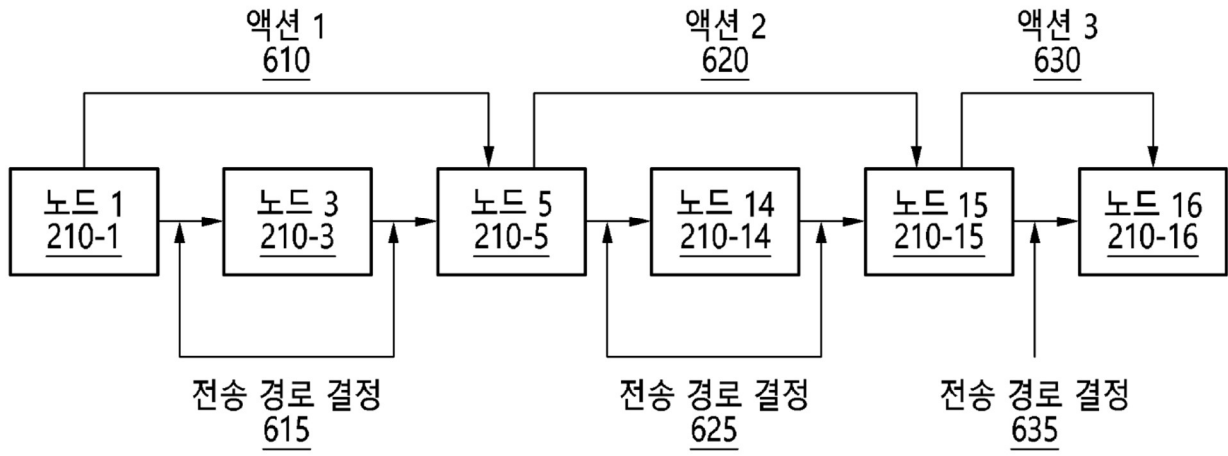 액션 1
610
액션 2
620
액션 3
630
노드 1
210-1
노드 3
210-3
노드 5
210-5
노드 14
210-14
노드 15
210-15
노드 16
210-16
전송 경로 결정
615
전송 경로 결정
625
전송 경로 결정
635